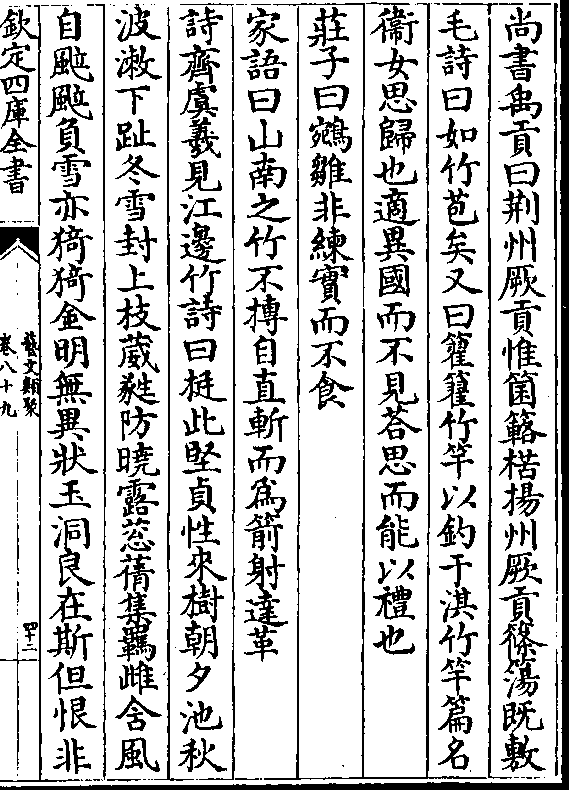 尚書禹貢曰荆州厥貢惟箘簵楛揚州厥貢篠簜既敷
毛詩曰如竹苞矣又曰籊籊竹竿以釣于淇竹竿篇名
衞女思歸也適異國而不見荅思而能以禮也
莊子曰鵷雛非練實而不食
家語曰山南之竹不搏自直斬而為箭射達革
詩齊虞羲見江邊竹詩曰挺此堅貞性來樹朝夕池秋
波漱下趾冬雪封上枝葳蕤防曉露葱蒨集羈雌含風
自颼颼負雪亦猗猗金明無異狀玉洞良在斯但恨非
欽定四庫全書
藝文類聚
卷八十九
四十二